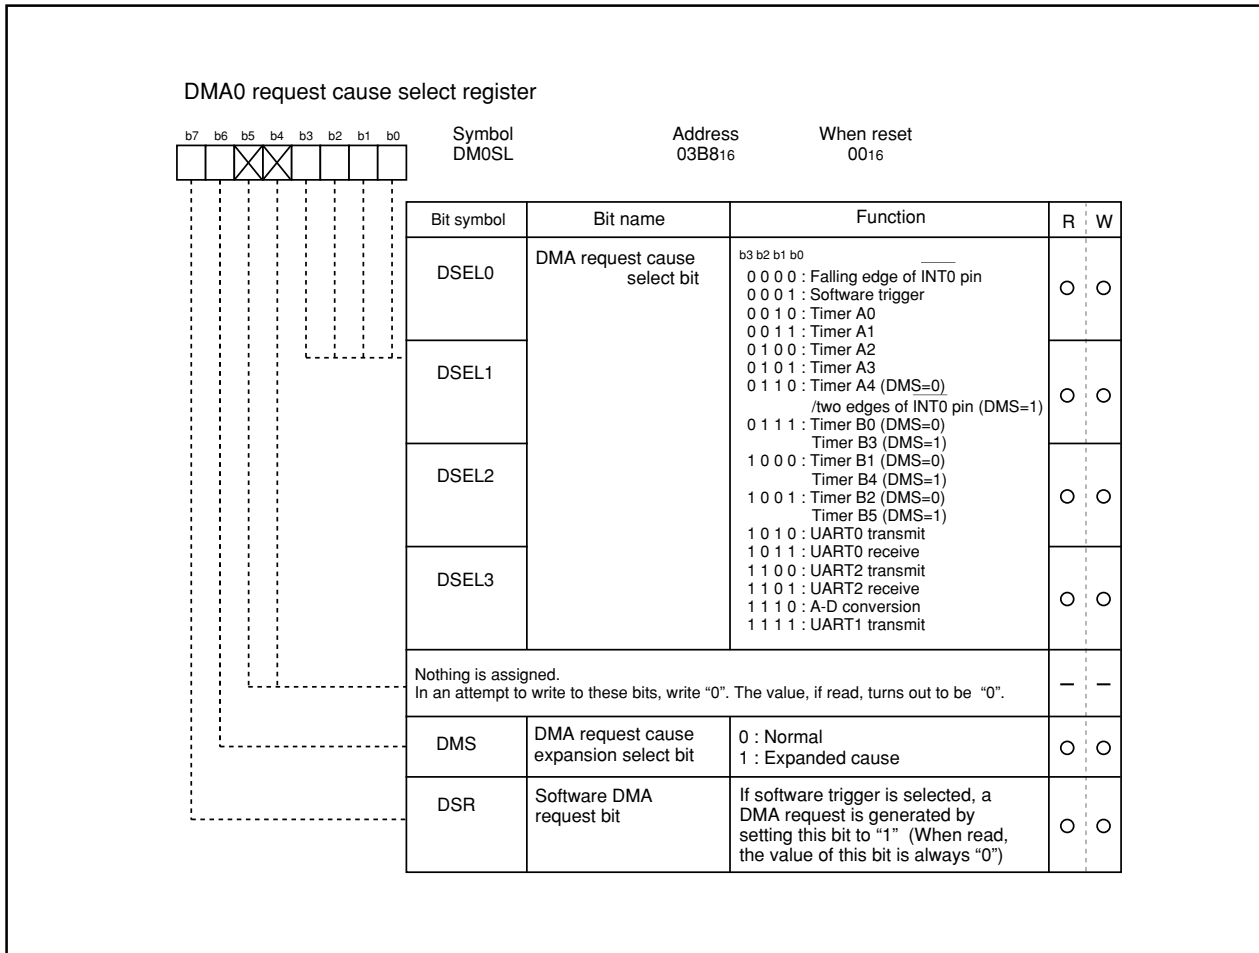 DMA0 request cause select register
b7 b6 b5 b4 b3 b2 b1 b0
Symbol Address When reset
DM0SL 03B816 0016
Bit symbol Bit name Function R W
DSEL0
DSEL1
DSEL2
DSEL3
DMA request cause
select bit
b3 b2 b1 b0
0 0 0 0 : Falling edge of INT0 pin
0 0 0 1 : Software trigger
0 0 1 0 : Timer A0
0 0 1 1 : Timer A1
0 1 0 0 : Timer A2
0 1 0 1 : Timer A3
0 1 1 0 : Timer A4 (DMS=0)
/two edges of INT0 pin (DMS=1)
0 1 1 1 : Timer B0 (DMS=0)
Timer B3 (DMS=1)
1 0 0 0 : Timer B1 (DMS=0)
Timer B4 (DMS=1)
1 0 0 1 : Timer B2 (DMS=0)
Timer B5 (DMS=1)
1 0 1 0 : UART0 transmit
1 0 1 1 : UART0 receive
1 1 0 0 : UART2 transmit
1 1 0 1 : UART2 receive
1 1 1 0 : A-D conversion
1 1 1 1 : UART1 transmit
Nothing is assigned.
In an attempt to write to these bits, write “0”. The value, if read, turns out to be “0”.
– –
DMS
DMA request cause
expansion select bit
0 : Normal
1 : Expanded cause
DSR
Software DMA
request bit
If software trigger is selected, a
DMA request is generated by
setting this bit to “1” (When read,
the value of this bit is always “0”)